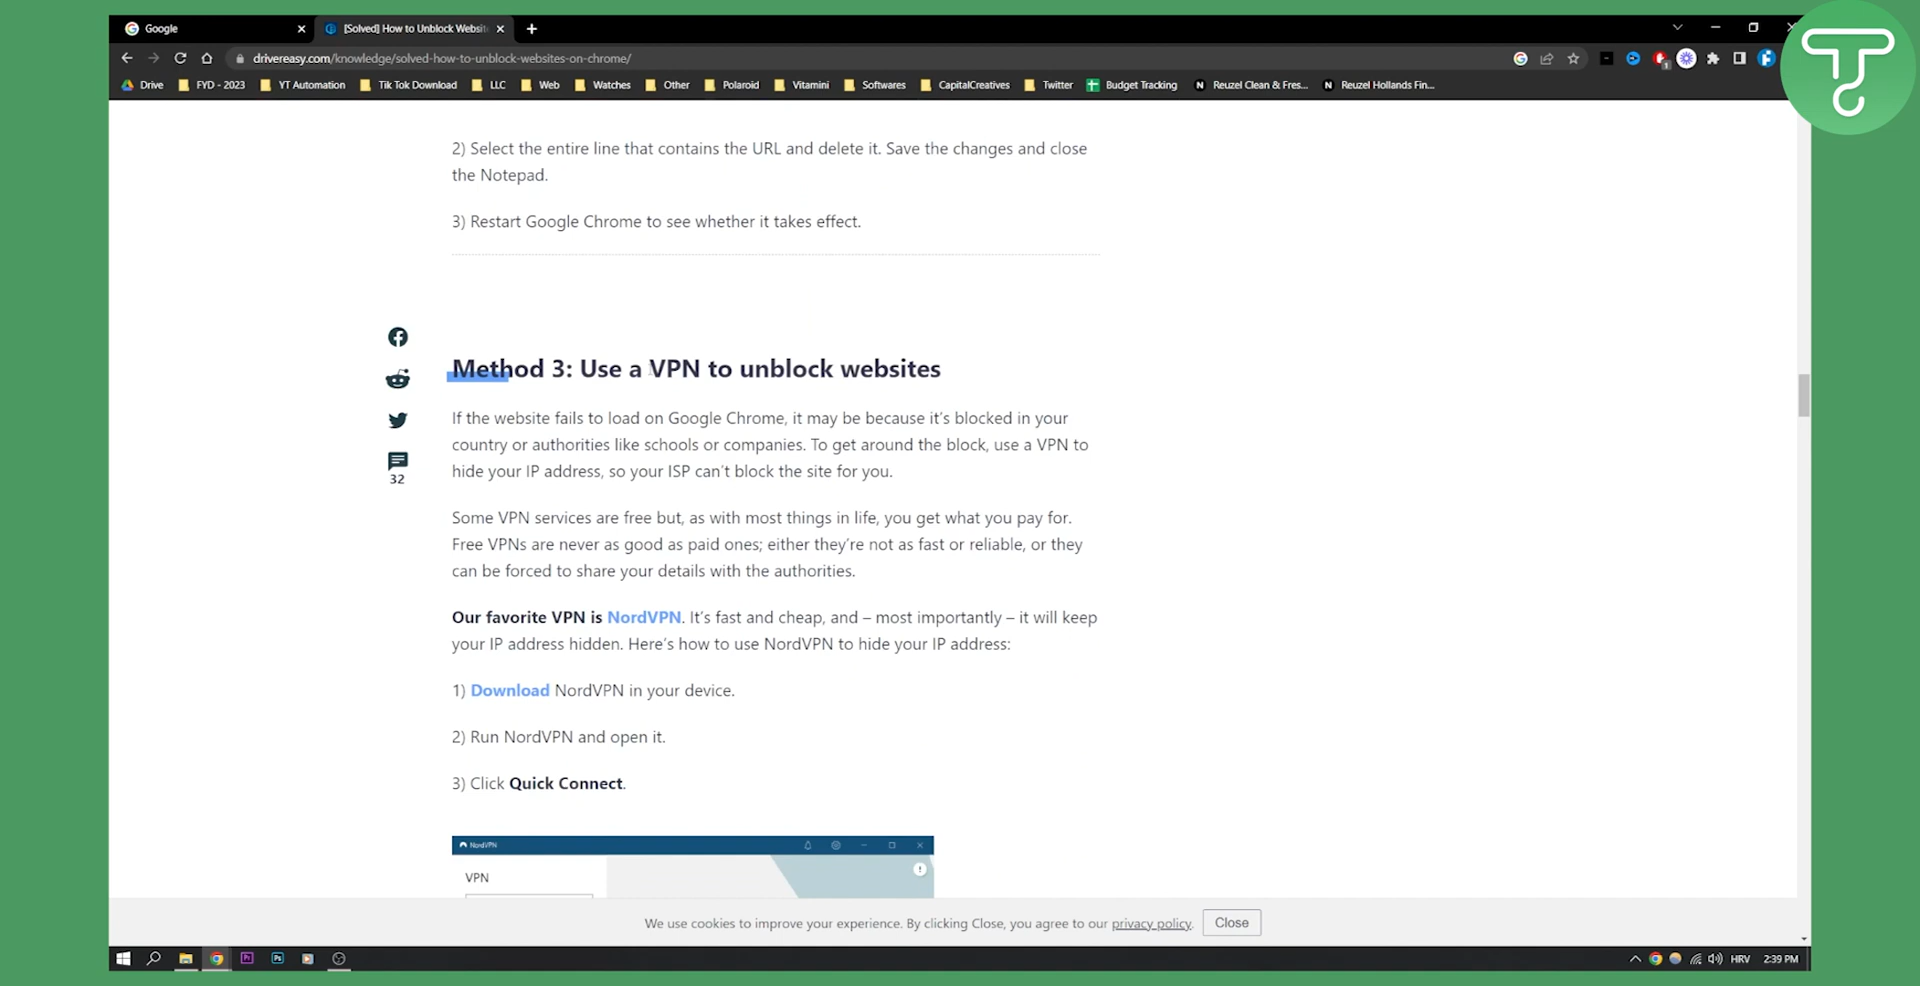 Google
[Solved] How to Unblock Websit
drivereasy.com/knowledge/solved-how-to-unblock-websites-on-chrome/
Drive FYD - 2023 YT Automation Tik Tok Download LLC Web Watches Other Polaroid Vitamini Softwares CapitalCreatives Twitter Budget Tracking Reuzel Clean & Fres... Reuzel Hollands Fin...
2) Select the entire line that contains the URL and delete it. Save the changes and close
the Notepad.
3) Restart Google Chrome to see whether it takes effect.
Method 3: Use a VPN to unblock websites
If the website fails to load on Google Chrome, it may be because it's blocked in your
country or authorities like schools or companies. To get around the block, use a VPN to
hide your IP address, so your ISP can't block the site for you.
32
Some VPN services are free but, as with most things in life, you get what you pay for.
Free VPNs are never as good as paid ones; either they're not as fast or reliable, or they
can be forced to share your details with the authorities.
Our favorite VPN is NordVPN. It's fast and cheap, and – most importantly – it will keep
your IP address hidden. Here's how to use NordVPN to hide your IP address:
1) Download NordVPN in your device.
2) Run NordVPN and open it.
3) Click Quick Connect.
NordVPN
VPN
We use cookies to improve your experience. By clicking Close, you agree to our privacy policy. Close
Pr Ps HRV 2:39 PM